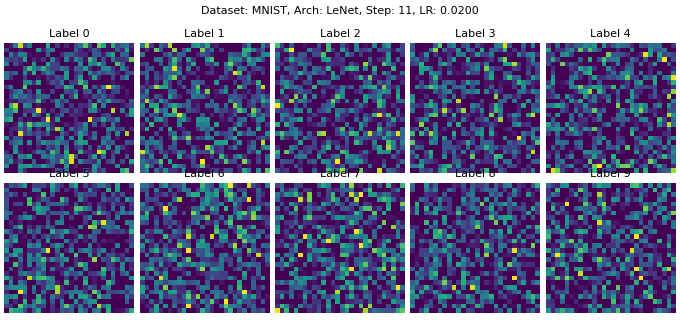 Dataset: MNIST, Arch: LeNet, Step: 11, LR: 0.0200
Label 0 Label 1 Label 2 Label 3 Label 4
Label 5 Label 6 Label 7 Label 8 Label 9